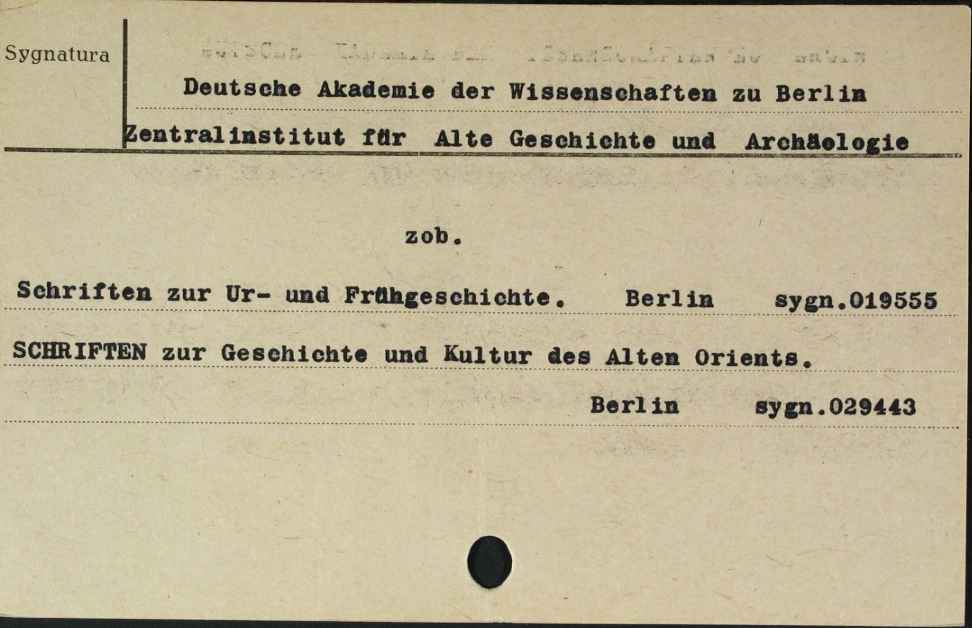 Sygnatura
Deutsche Akademie der Wissenschaften zu Berlin
Zentralinstitut für Alte Geschichte und Archäologie
zob.
Schriften zur Ur- und Frühgeschichte. Berlin sygn.019555
SCHRIFTEN zur Geschichte und Kultur des Alten Orients.
Berlin sygn.029443